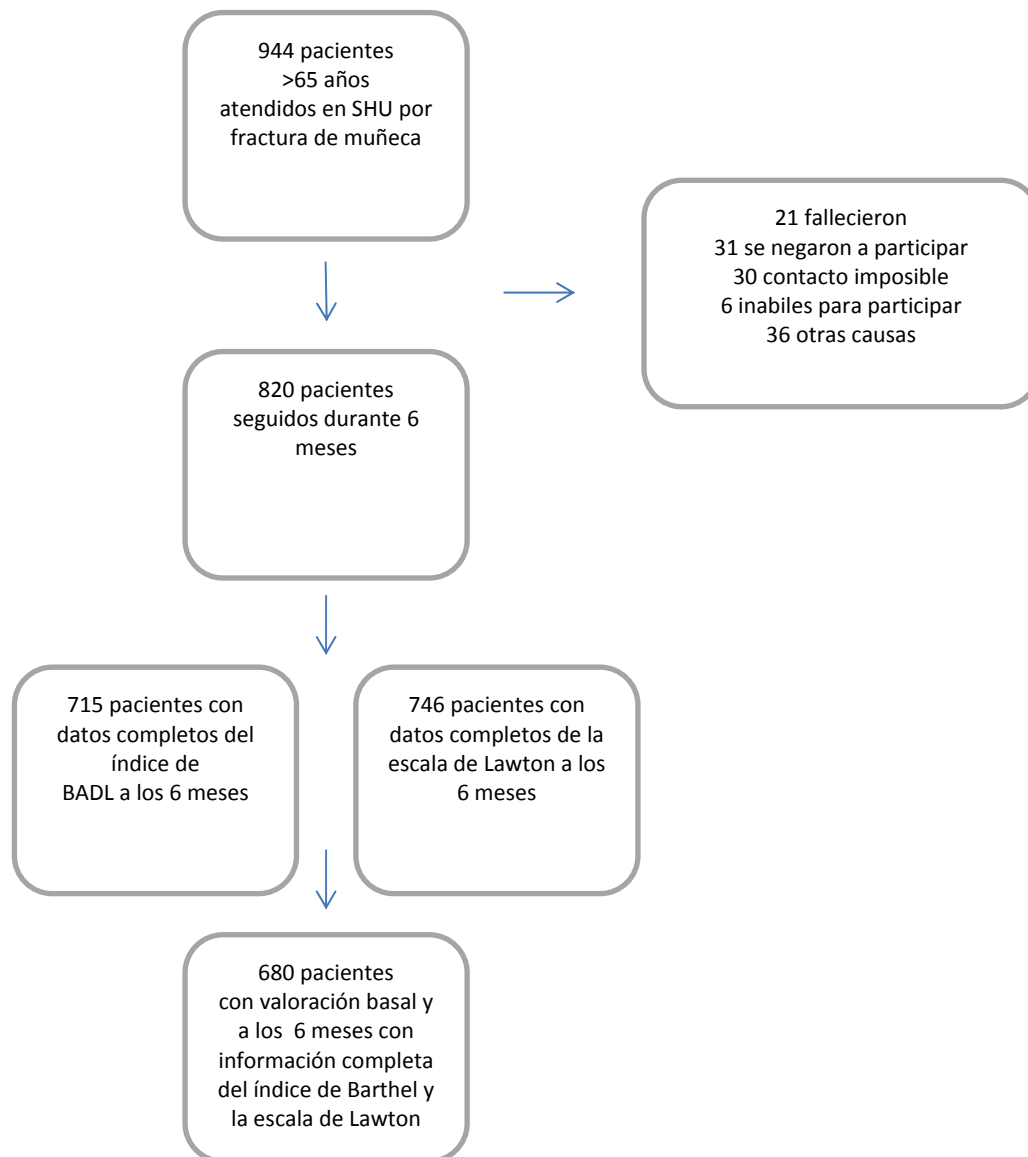 944 pacientes
>65 años
atendidos en SHU por
fractura de muñeca
21 fallecieron
31 se negaron a participar
30 contacto imposible
6 inabiles para participar
36 otras causas
820 pacientes
seguidos durante 6
meses
715 pacientes con
datos completos del
índice de
BADL a los 6 meses
746 pacientes con
datos completos de la
escala de Lawton a los
6 meses
680 pacientes
con valoración basal y
a los 6 meses con
información completa
del índice de Barthel y
la escala de Lawton